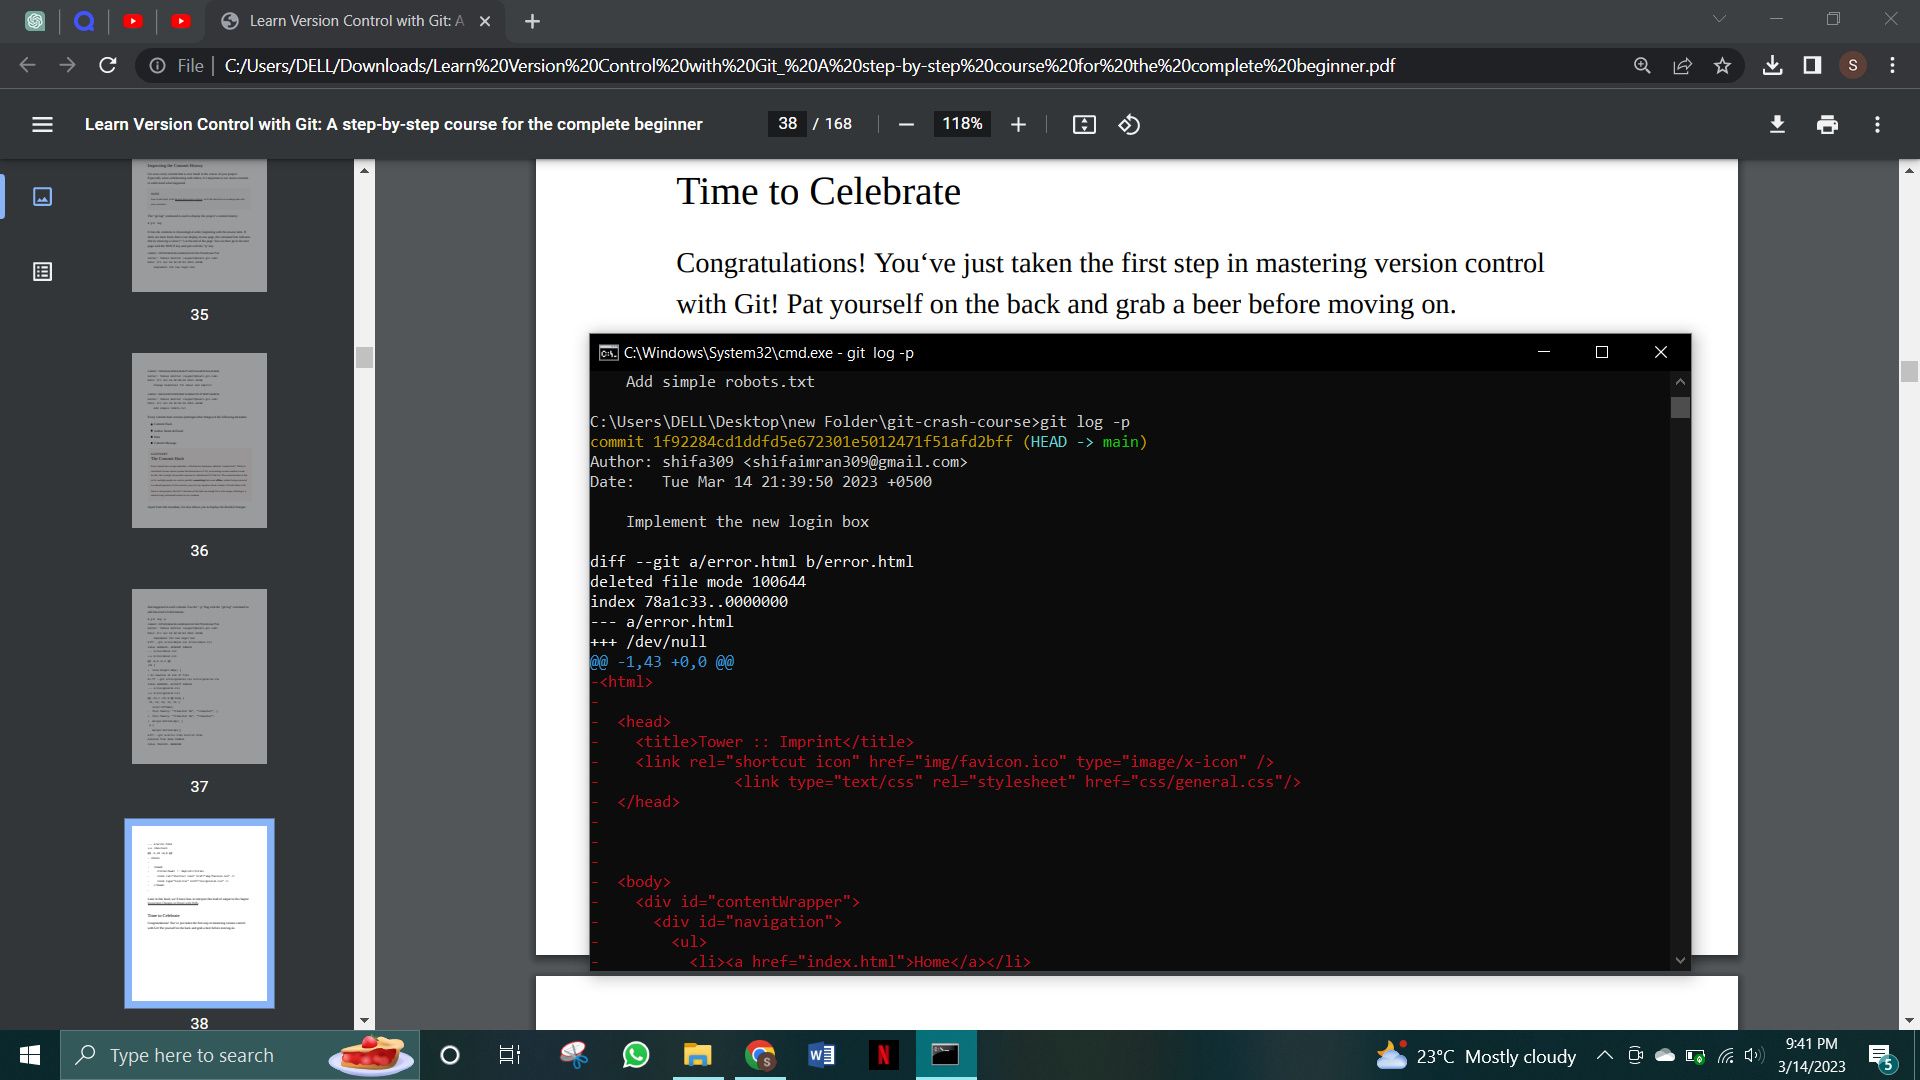 Learn Version Control with Git: A
File
C:/Users/DELL/Downloads/Learn%20Version%20Control%20with%20Git_%20A%20step-by-step%20course%20for%20the%20complete%20beginner.pdf
S
Learn Version Control with Git: A step-by-step course for the complete beginner
38 / 168
118%
35
36
37
Time to Celebrate
38
Time to Celebrate
Congratulations! You‘ve just taken the first step in mastering version control
with Git! Pat yourself on the back and grab a beer before moving on.
C:\Windows\System32\cmd.exe - git  log -p
Add simple robots.txt
C:\Users\DELL\Desktop\new Folder\git-crash-course>git log -p
commit 1f92284cd1ddfd5e672301e5012471f51afd2bff (HEAD -> main)
Author: shifa309 <shifaimran309@gmail.com>
Date:   Tue Mar 14 21:39:50 2023 +0500
Implement the new login box
diff --git a/error.html b/error.html
deleted file mode 100644
index 78a1c33..0000000
--- a/error.html
+++ /dev/null
@@ -1,43 +0,0 @@
-<html>
-
-  <head>
-    <title>Tower :: Imprint</title>
-    <link rel="shortcut icon" href="img/favicon.ico" type="image/x-icon" />
-               <link type="text/css" rel="stylesheet" href="css/general.css"/>
-  </head>
-
-
-
-  <body>
-    <div id="contentWrapper">
-      <div id="navigation">
-        <ul>
-          <li><a href="index.html">Home</a></li>
Type here to search
23°C Mostly cloudy
9:41 PM
3/14/2023
5